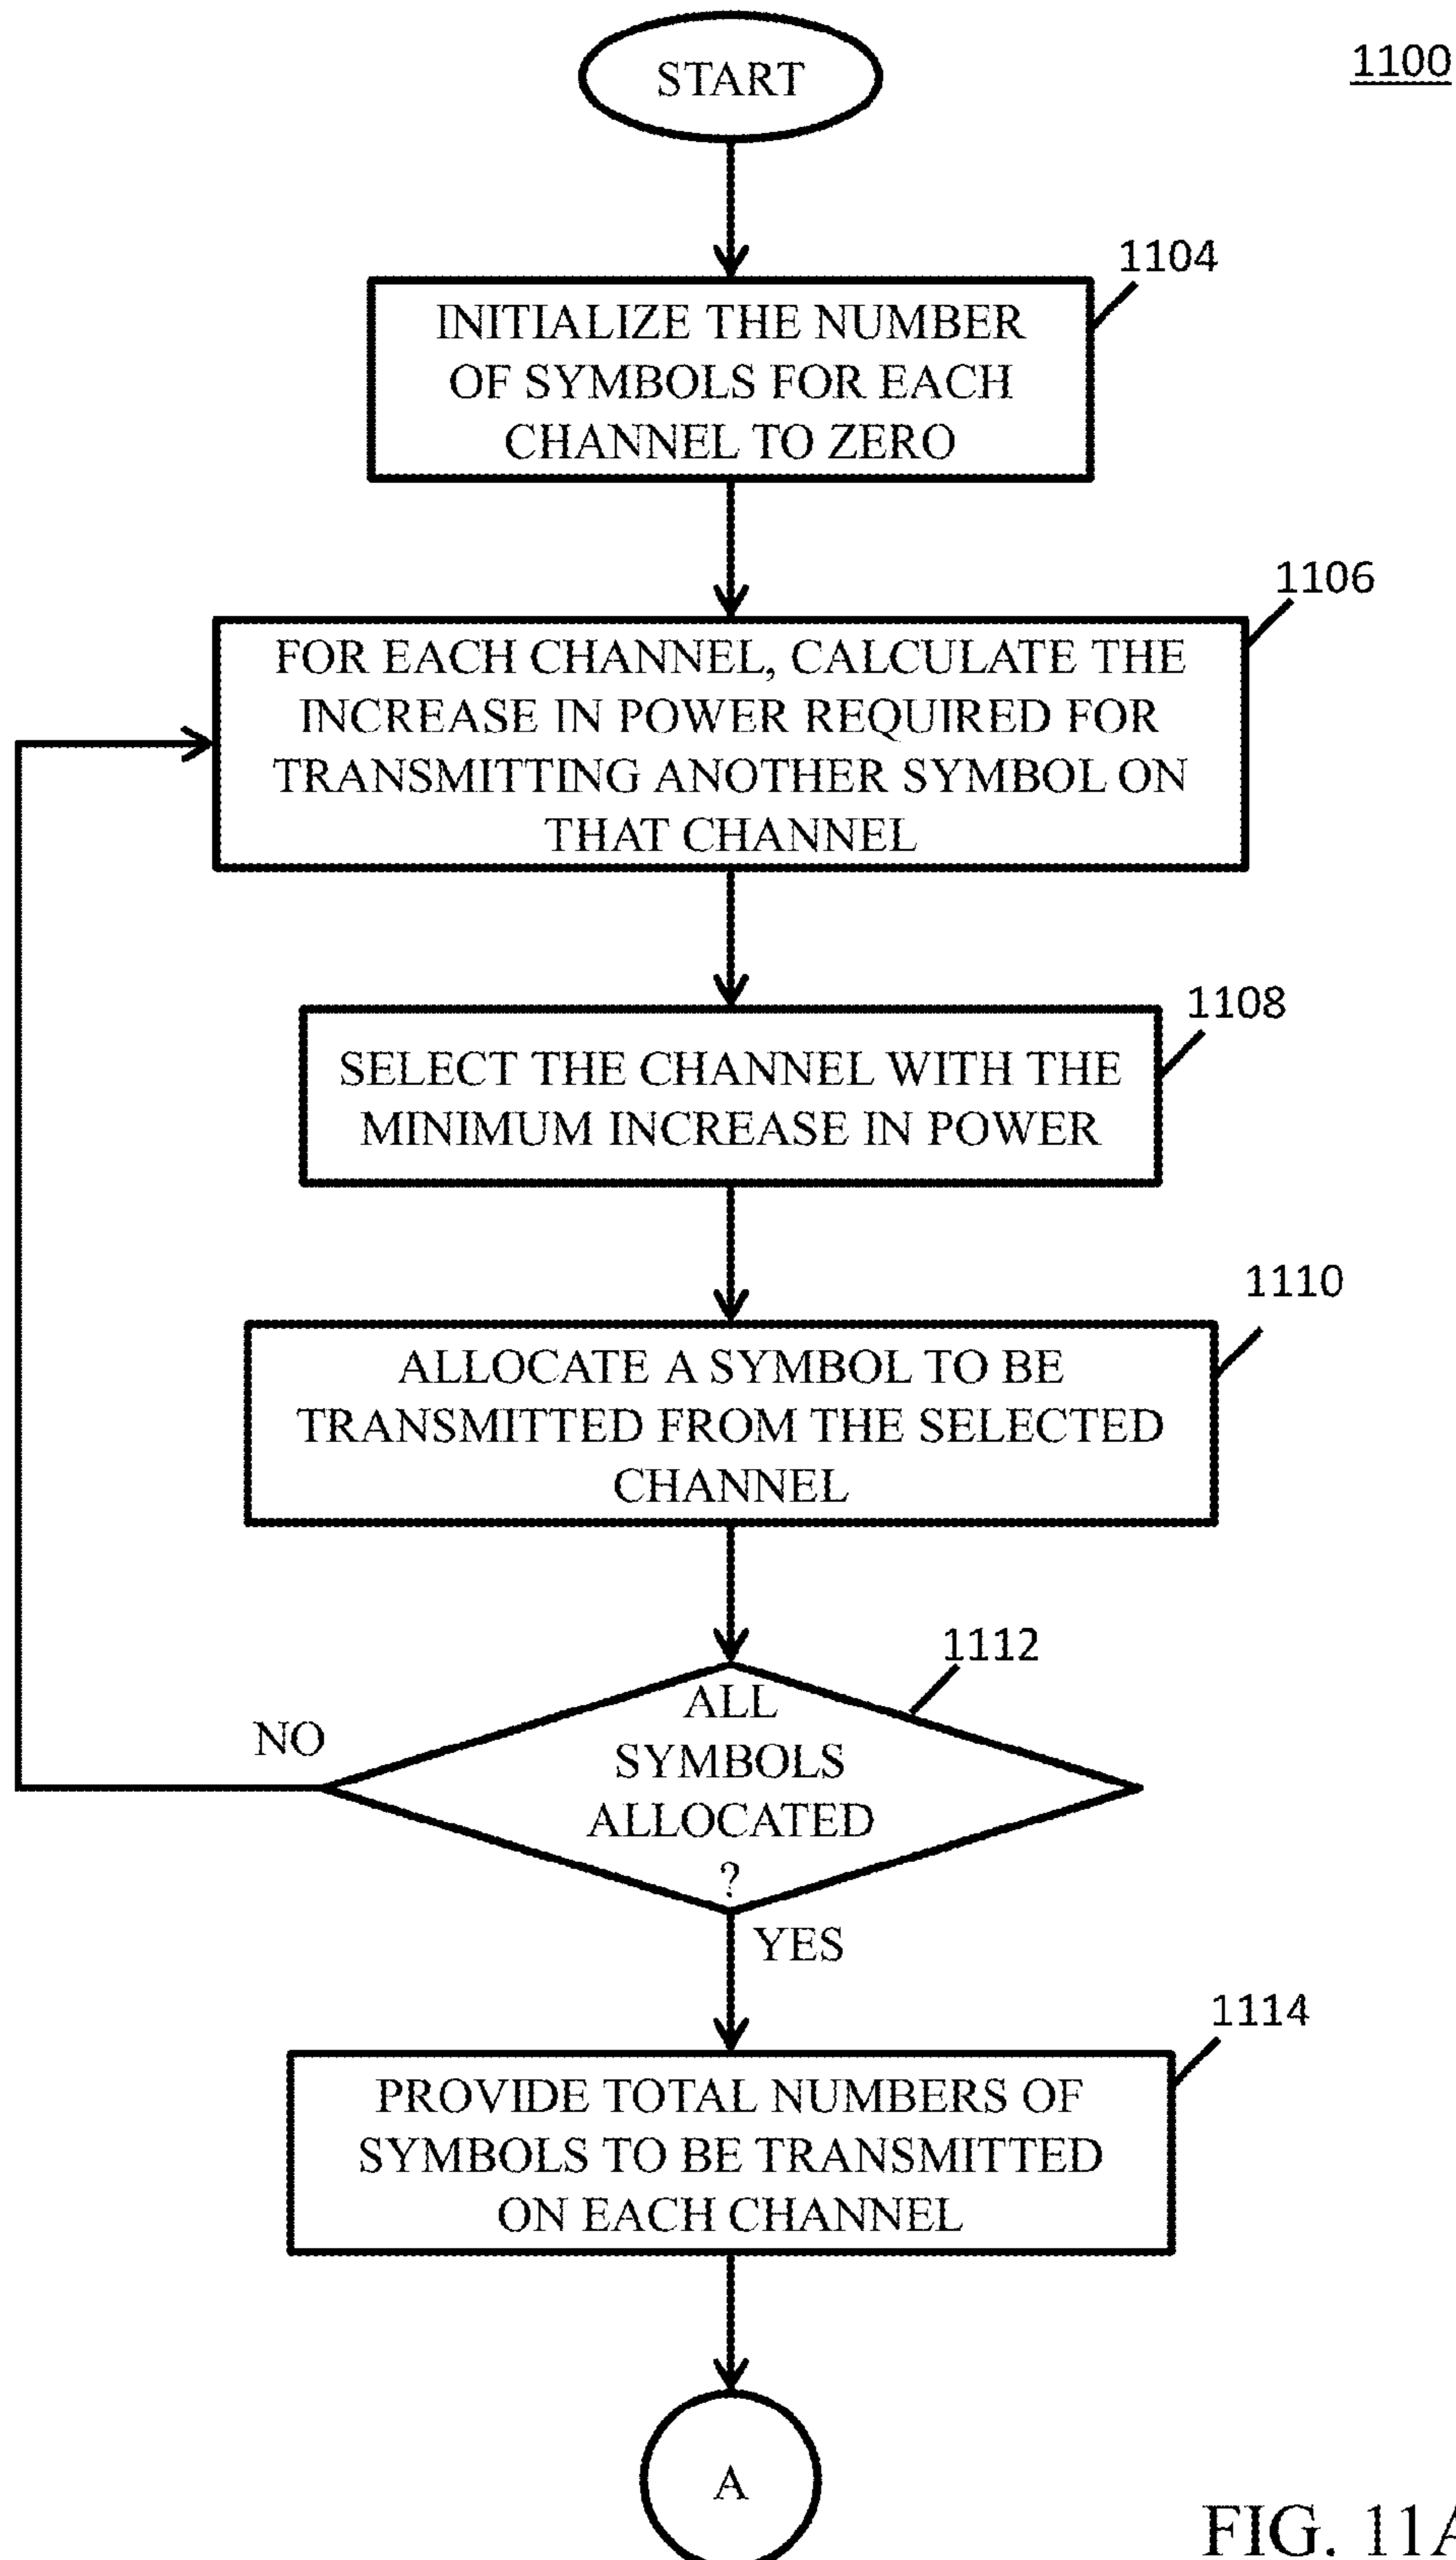 START
1100
1104
INITIALIZE THE NUMBER
OF SYMBOLS FOR EACH
CHANNEL TO ZERO
1106
FOR EACH CHANNEL, CALCULATE THE
INCREASE IN POWER REQUIRED FOR
TRANSMITTING ANOTHER SYMBOL ON
THAT CHANNEL
1108
SELECT THE CHANNEL WITH THE
MINIMUM INCREASE IN POWER
1110
ALLOCATE A SYMBOL TO BE
TRANSMITTED FROM THE SELECTED
CHANNEL
1112
ALL
SYMBOLS
ALLOCATED
?
NO
YES
1114
PROVIDE TOTAL NUMBERS OF
SYMBOLS TO BE TRANSMITTED
ON EACH CHANNEL
A
FIG. 11A